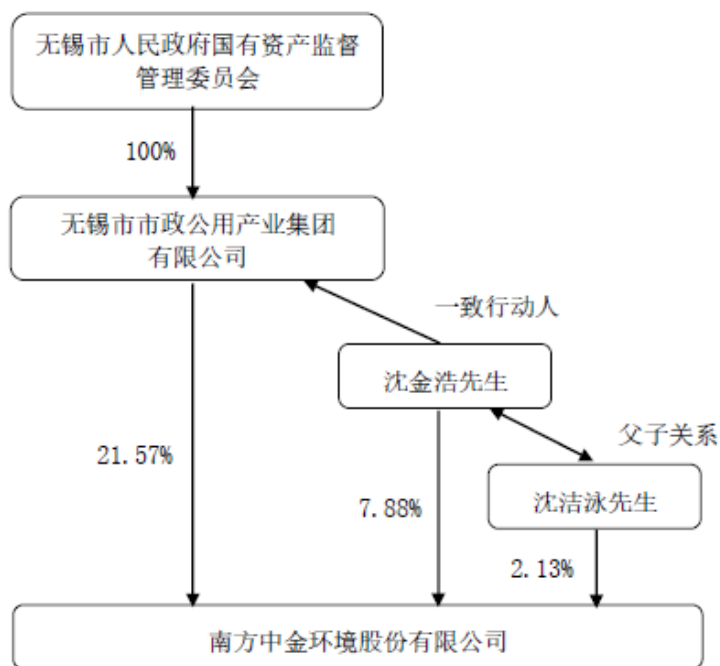 无锡市人民政府国有资产监督
管理委员会
100%
无锡市市政公用产业集团
有限公司
一致行动人
沈金浩先生
父子关系
21.57%
7.88%
沈洁泳先生
2.13%
南方中金环境股份有限公司